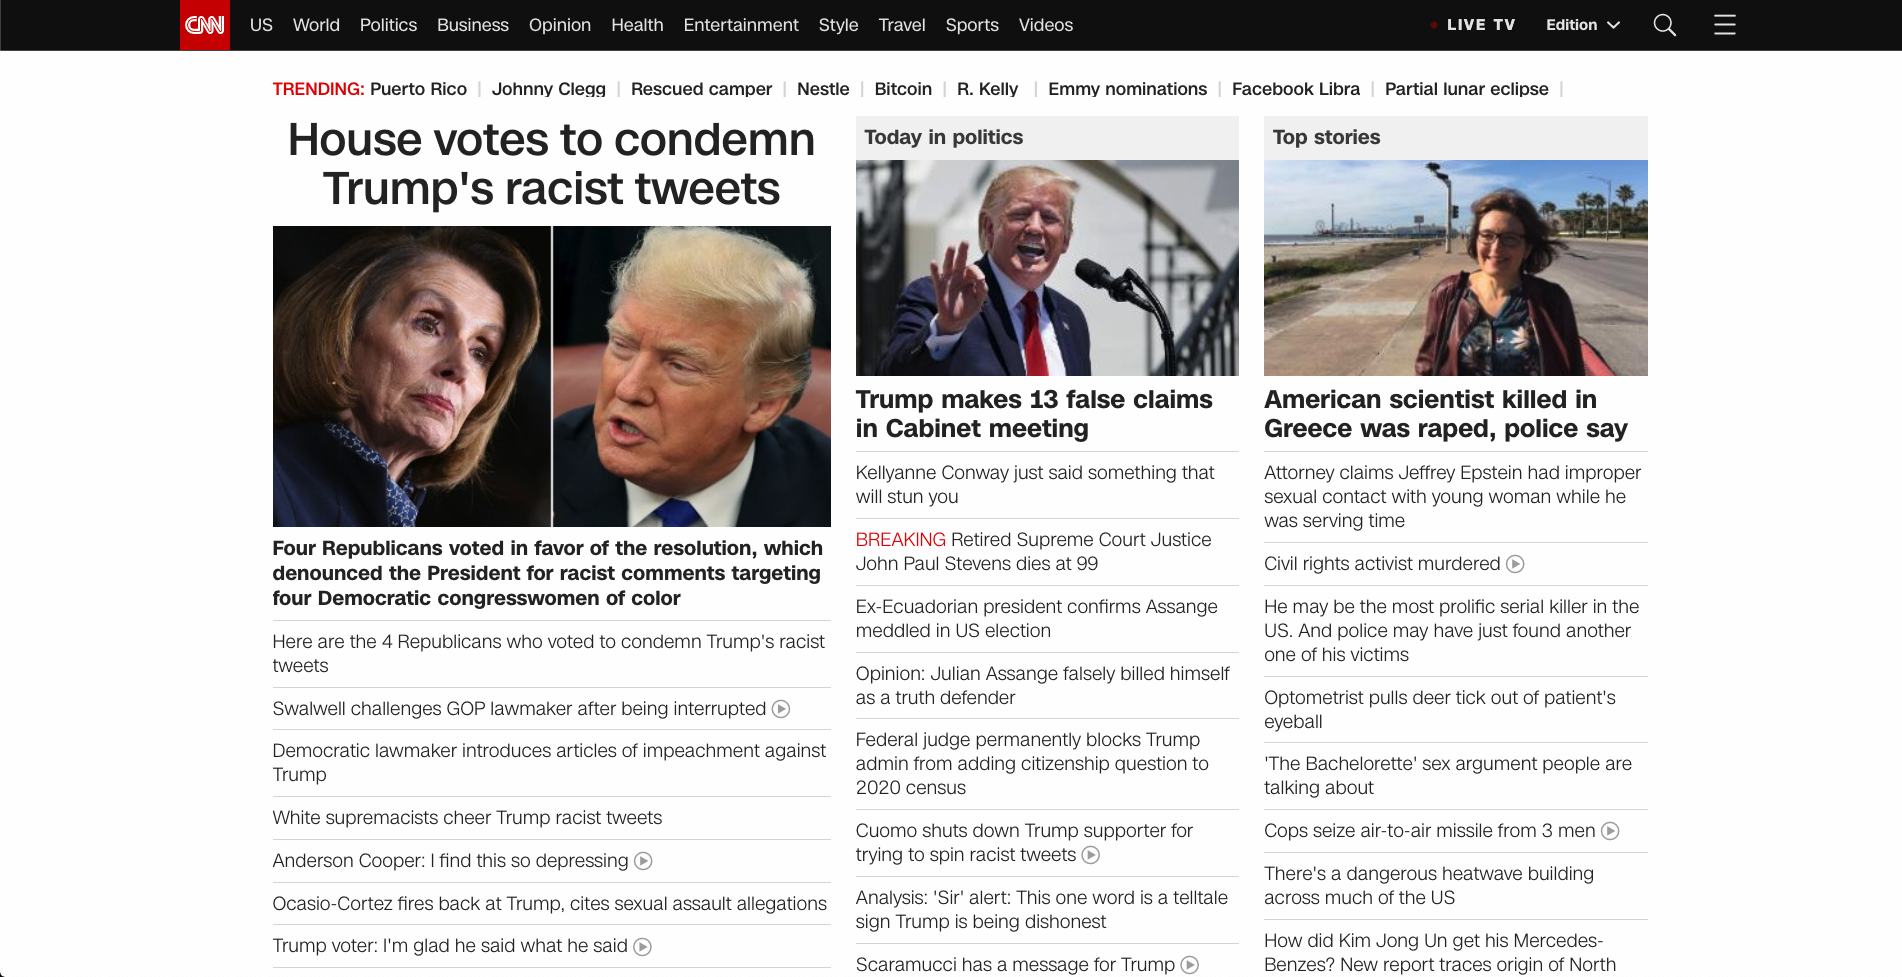 CNN
US World Politics Business Opinion Health Entertainment Style Travel Sports Videos
LIVE TV Edition
TRENDING: Puerto Rico | Johnny Clegg | Rescued camper | Nestle | Bitcoin | R. Kelly | Emmy nominations | Facebook Libra | Partial lunar eclipse |
House votes to condemn
Trump's racist tweets
Four Republicans voted in favor of the resolution, which
denounced the President for racist comments targeting
four Democratic congresswomen of color
Here are the 4 Republicans who voted to condemn Trump's racist
tweets
Swalwell challenges GOP lawmaker after being interrupted
Democratic lawmaker introduces articles of impeachment against
Trump
White supremacists cheer Trump racist tweets
Anderson Cooper: I find this so depressing
Ocasio-Cortez fires back at Trump, cites sexual assault allegations
Trump voter: I'm glad he said what he said
Today in politics
Trump makes 13 false claims
in Cabinet meeting
Kellyanne Conway just said something that
will stun you
BREAKING Retired Supreme Court Justice
John Paul Stevens dies at 99
Ex-Ecuadorian president confirms Assange
meddled in US election
Opinion: Julian Assange falsely billed himself
as a truth defender
Federal judge permanently blocks Trump
admin from adding citizenship question to
2020 census
Cuomo shuts down Trump supporter for
trying to spin racist tweets
Analysis: 'Sir' alert: This one word is a telltale
sign Trump is being dishonest
Scaramucci has a message for Trump
Top stories
American scientist killed in
Greece was raped, police say
Attorney claims Jeffrey Epstein had improper
sexual contact with young woman while he
was serving time
Civil rights activist murdered
He may be the most prolific serial killer in the
US. And police may have just found another
one of his victims
Optometrist pulls deer tick out of patient's
eyeball
'The Bachelorette' sex argument people are
talking about
Cops seize air-to-air missile from 3 men
There's a dangerous heatwave building
across much of the US
How did Kim Jong Un get his Mercedes-
Benzes? New report traces origin of North